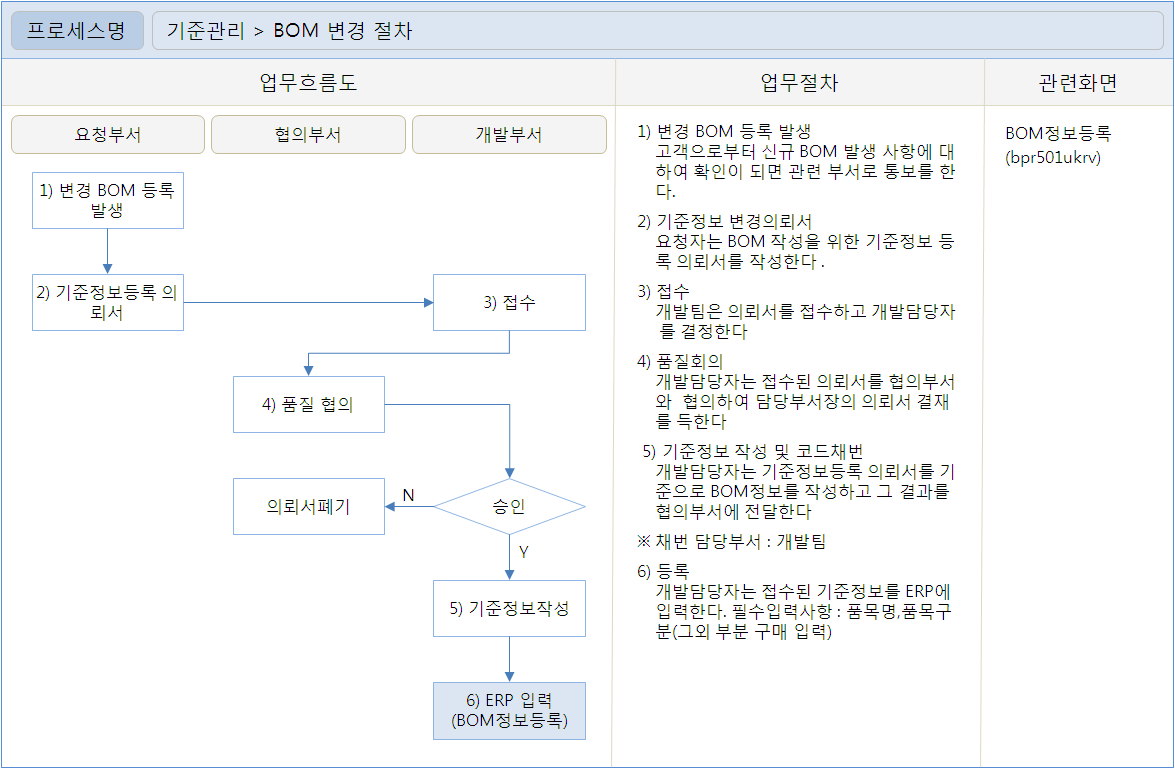 프로세스명
기준관리 > BOM 변경 절차
업무흐름도
업무절차
관련화면
요청부서
협의부서
개발부서
1) 변경 BOM 등록
발생
2) 기준정보등록 의
뢰서
3) 접수
4) 품질 협의
의뢰서폐기
N
승인
Y
5) 기준정보작성
6) ERP 입력
(BOM정보등록)
1) 변경 BOM 등록 발생
고객으로부터 신규 BOM 발생 사항에 대
하여 확인이 되면 관련 부서로 통보를 한
다.
2) 기준정보 변경의뢰서
요청자는 BOM 작성을 위한 기준정보 등
록 의뢰서를 작성한다 .
3) 접수
개발팀은 의뢰서를 접수하고 개발담당자
를 결정한다
4) 품질회의
개발담당자는 접수된 의뢰서를 협의부서
와 협의하여 담당부서장의 의뢰서 결재
를 득한다
5) 기준정보 작성 및 코드채번
개발담당자는 기준정보등록 의뢰서를 기
준으로 BOM정보를 작성하고 그 결과를
협의부서에 전달한다
※ 채번 담당부서 : 개발팀
6) 등록
개발담당자는 접수된 기준정보를 ERP에
입력한다. 필수입력사항 : 품목명,품목구
분(그외 부분 구매 입력)
BOM정보등록
(bpr501ukrv)